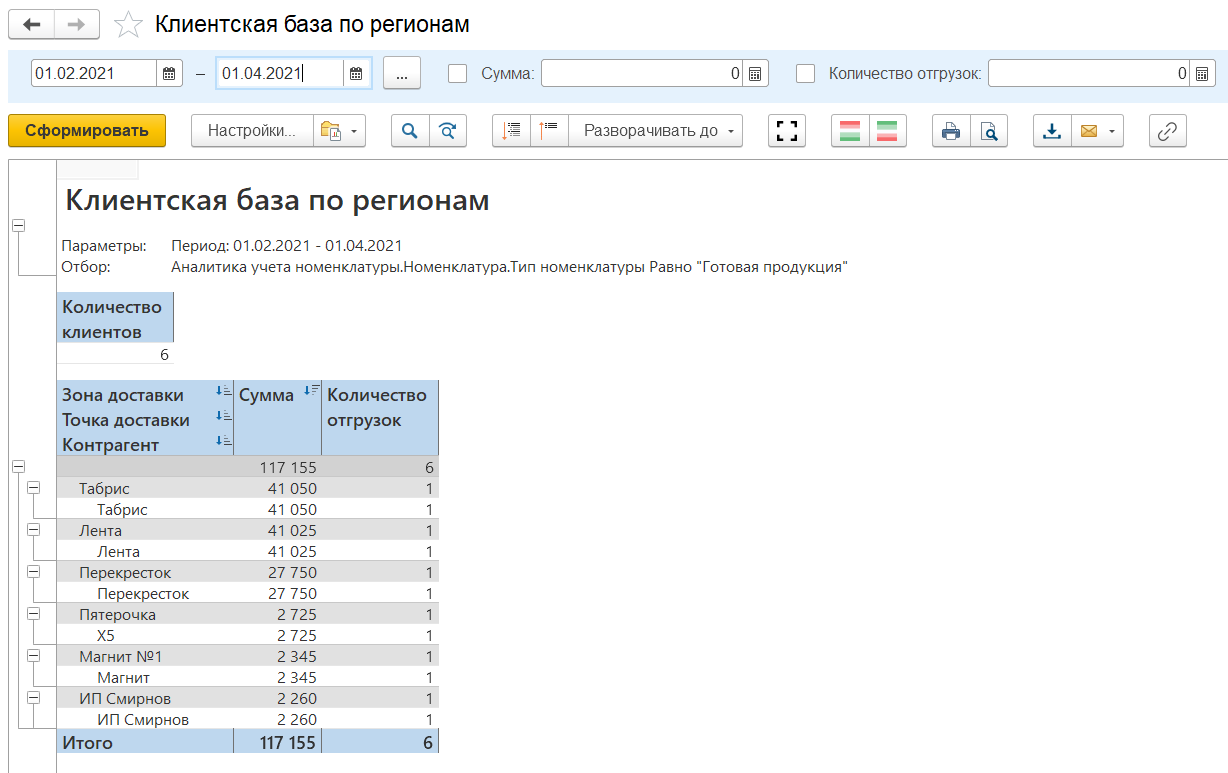 Клиентская база по регионам
01.02.2021 – 01.04.2021 ... Сумма: 0 Количество отгрузок: 0
Сформировать Настройки... Разворачивать до
Клиентская база по регионам
Параметры: Период: 01.02.2021 - 01.04.2021
Отбор: Аналитика учета номенклатуры.Номенклатура.Тип номенклатуры Равно "Готовая продукция"
Количество
клиентов
6
Зона доставки Сумма Количество
Точка доставки отгрузок
Контрагент
117 155 6
Табрис 41 050 1
Табрис 41 050 1
Лента 41 025 1
Лента 41 025 1
Перекресток 27 750 1
Перекресток 27 750 1
Пятерочка 2 725 1
X5 2 725 1
Магнит №1 2 345 1
Магнит 2 345 1
ИП Смирнов 2 260 1
ИП Смирнов 2 260 1
Итого 117 155 6